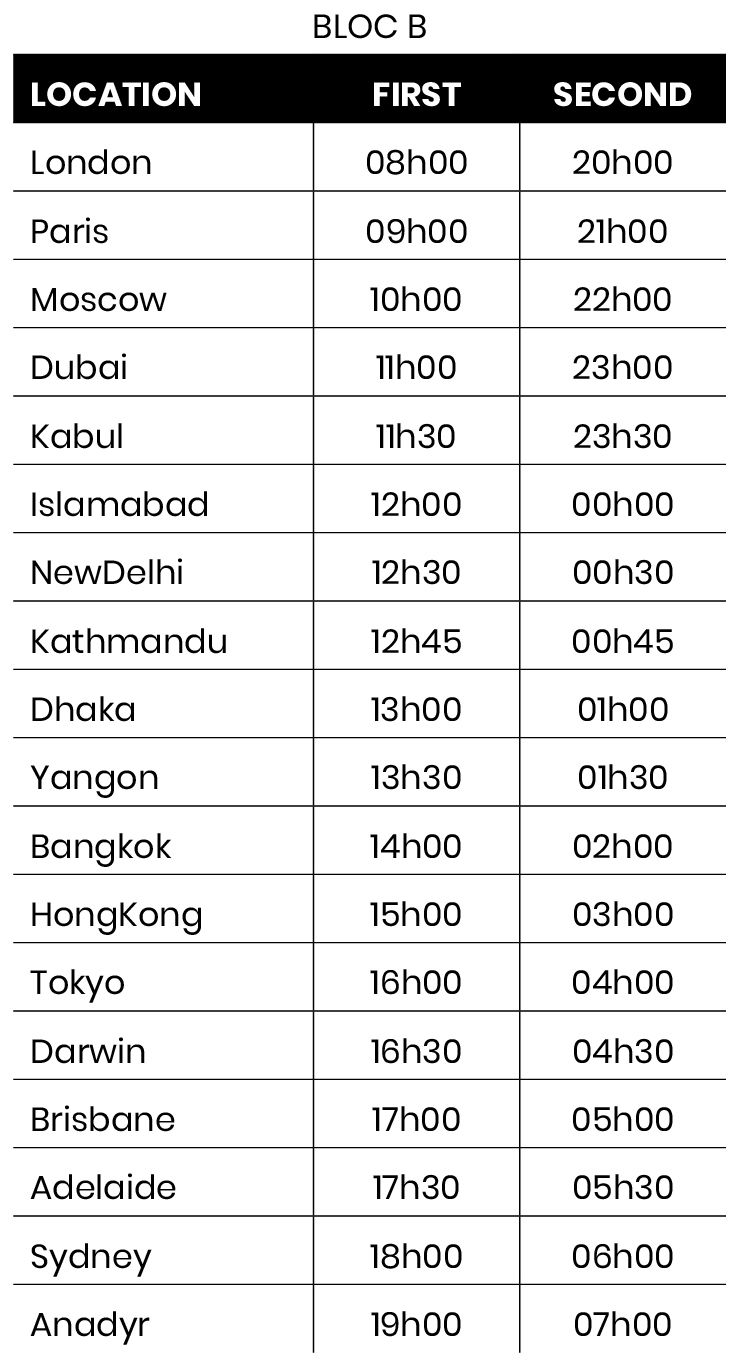 BLOC B
LOCATION FIRST SECOND
London 08h00 20h00
Paris 09h00 21h00
Moscow 10h00 22h00
Dubai 11h00 23h00
Kabul 11h30 23h30
Islamabad 12h00 00h00
NewDelhi 12h30 00h30
Kathmandu 12h45 00h45
Dhaka 13h00 01h00
Yangon 13h30 01h30
Bangkok 14h00 02h00
HongKong 15h00 03h00
Tokyo 16h00 04h00
Darwin 16h30 04h30
Brisbane 17h00 05h00
Adelaide 17h30 05h30
Sydney 18h00 06h00
Anadyr 19h00 07h00